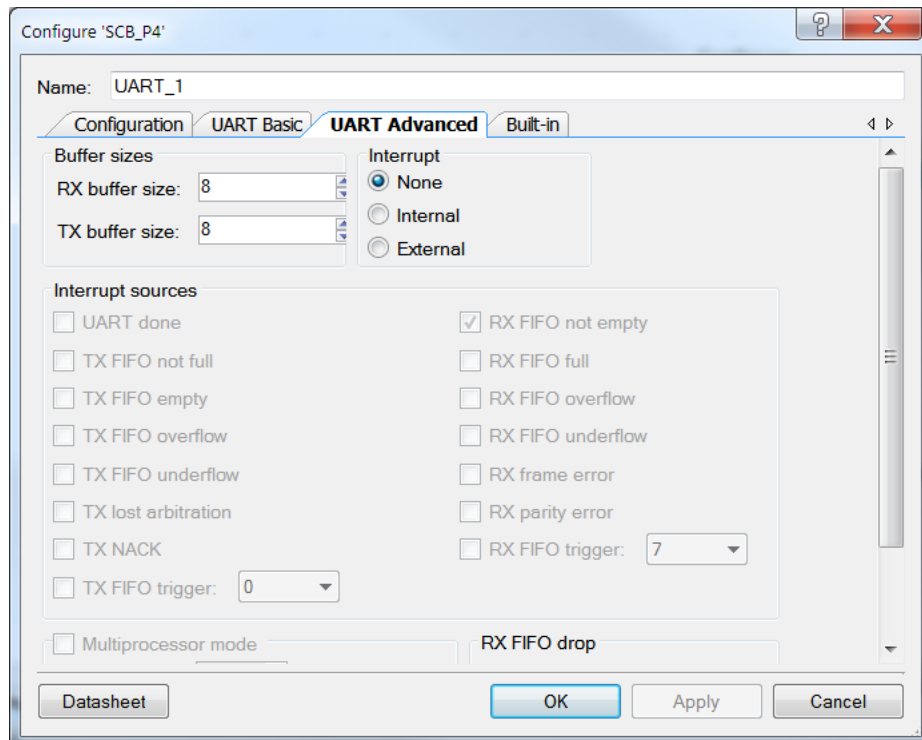 Configure 'SCB_P4'
Name: UART_1
Configuration UART Basic UART Advanced Built-in
Buffer sizes
RX buffer size: 8
TX buffer size: 8
Interrupt
None
Internal
External
Interrupt sources
UART done
TX FIFO not full
TX FIFO empty
TX FIFO overflow
TX FIFO underflow
TX lost arbitration
TX NACK
TX FIFO trigger: 0
RX FIFO not empty
RX FIFO full
RX FIFO overflow
RX FIFO underflow
RX frame error
RX parity error
RX FIFO trigger: 7
Multiprocessor mode
RX FIFO drop
Datasheet OK Apply Cancel